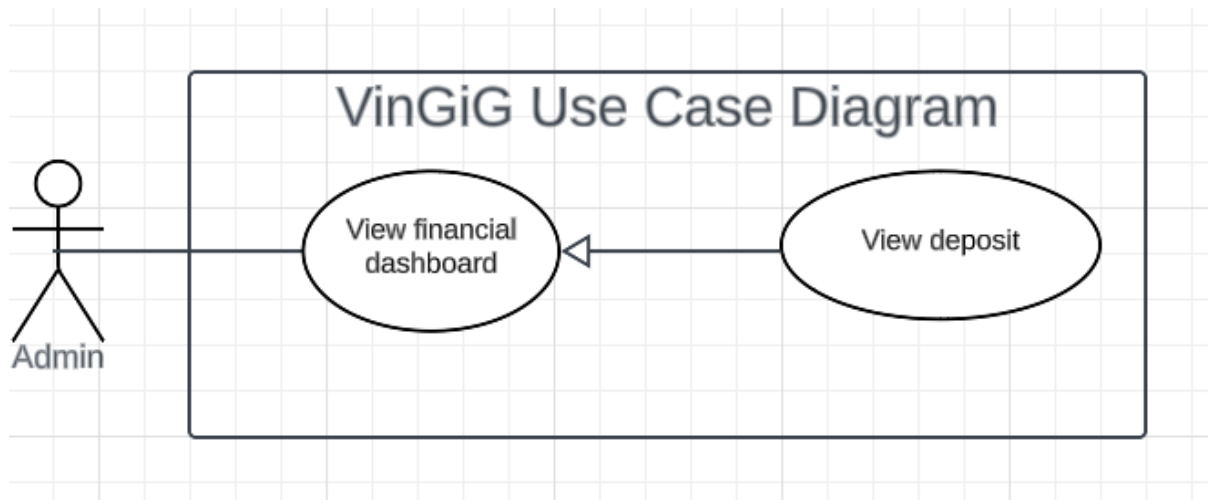 VinGiG Use Case Diagram
View financial
dashboard
View deposit
Admin